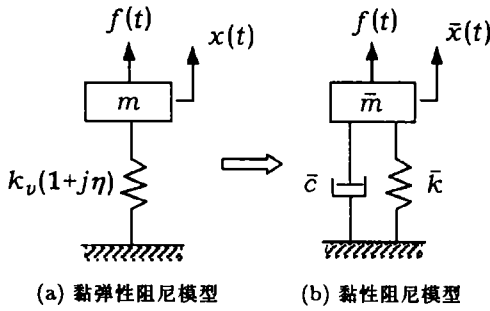 f(t)
x(t)
m
k_v(1+jη)
(a) 黏弹性阻尼模型
f(t)
x̄(t)
m̄
c̄
k̄
(b) 黏性阻尼模型